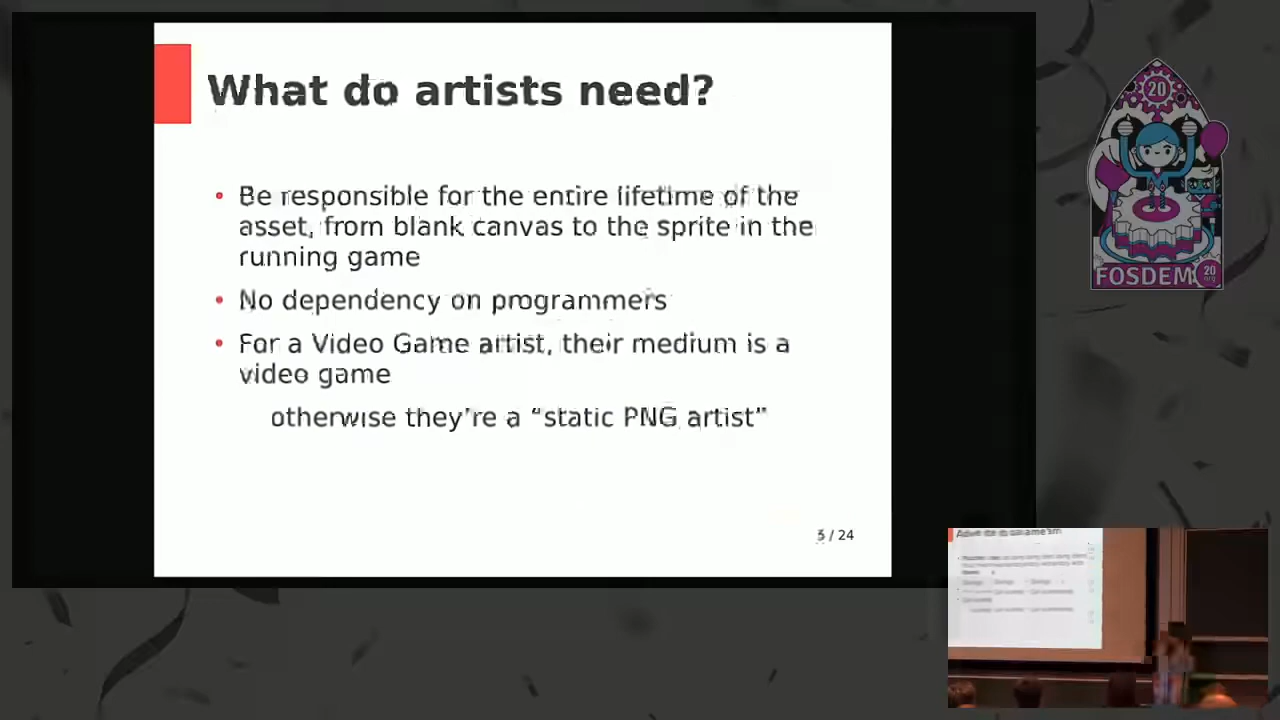 What do artists need?
• Be responsible for the entire lifetime of the
asset, from blank canvas to the sprite in the
running game
• No dependency on programmers
• For a Video Game artist, their medium is a
video game
otherwise they’re a “static PNG artist”
5 / 24
20
FOSDEM
20